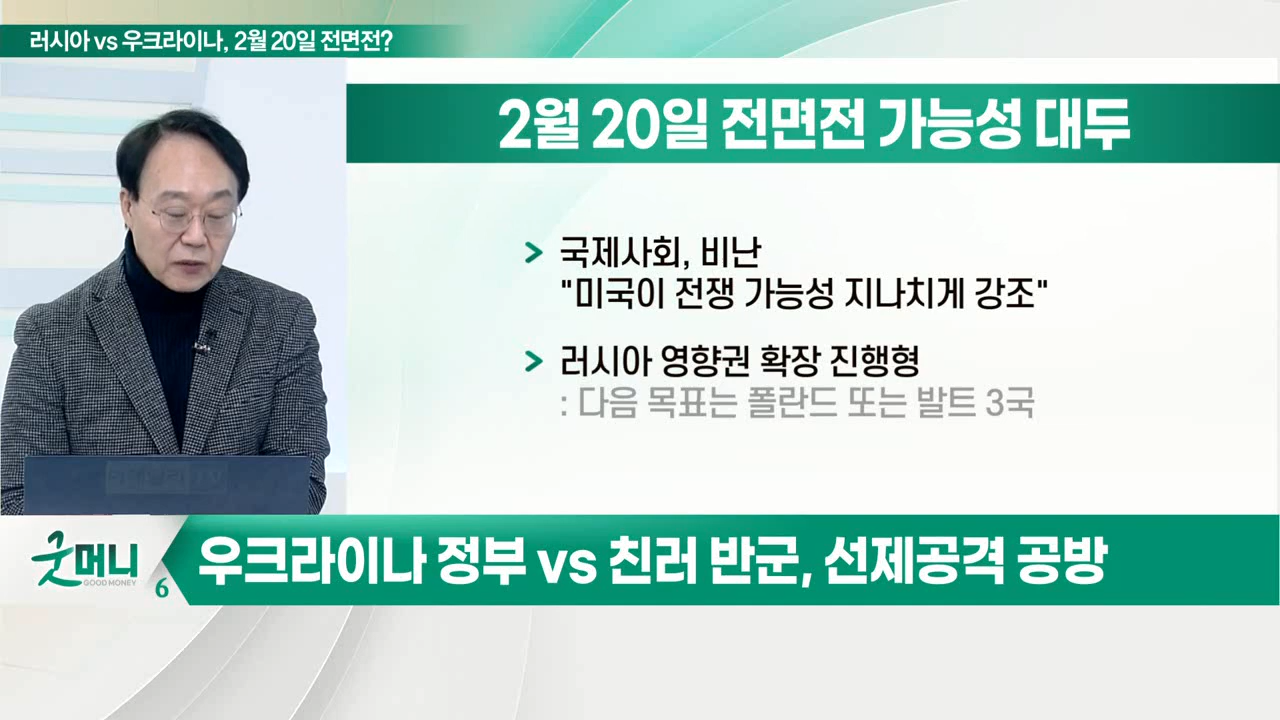 러시아 vs 우크라이나, 2월 20일 전면전?
2월 20일 전면전 가능성 대두
> 국제사회, 비난
"미국이 전쟁 가능성 지나치게 강조"
> 러시아 영향권 확장 진행형
: 다음 목표는 폴란드 또는 발트 3국
굿머니
GOOD MONEY
6
우크라이나 정부 vs 친러 반군, 선제공격 공방